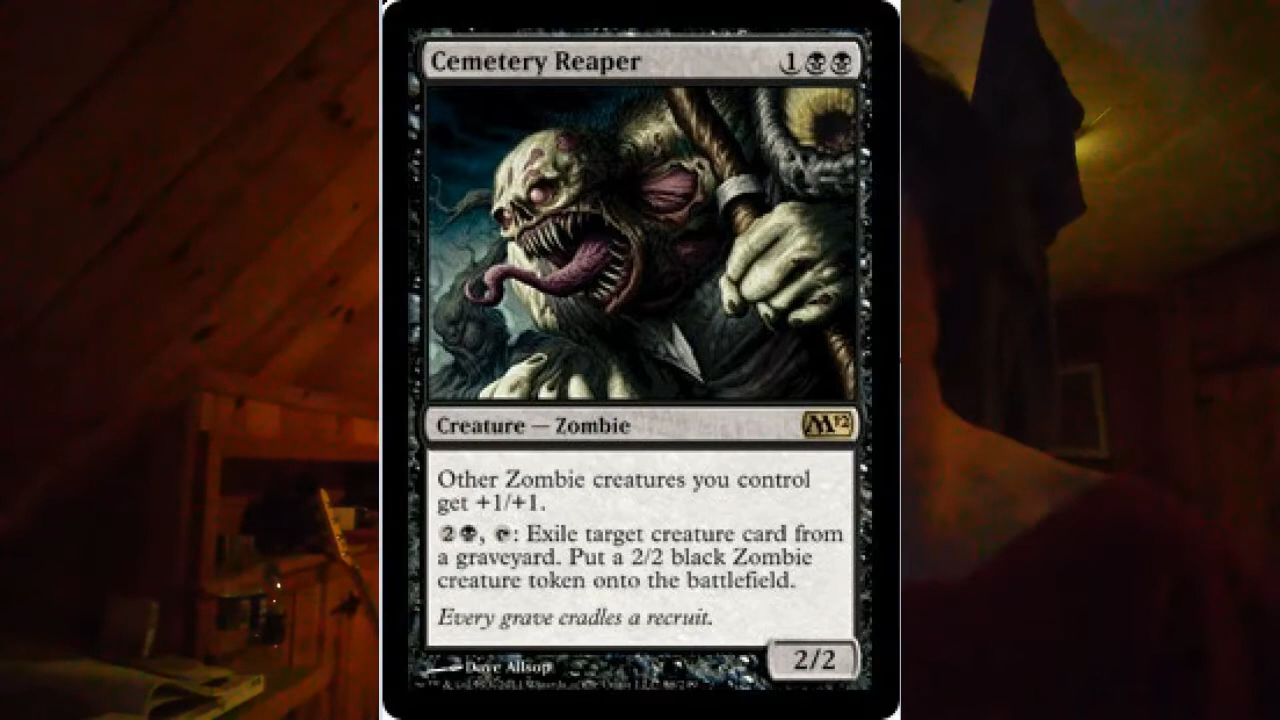 Cemetery Reaper 1
Creature — Zombie M12
Other Zombie creatures you control
get +1/+1.
2 , : Exile target creature card from
a graveyard. Put a 2/2 black Zombie
creature token onto the battlefield.
Every grave cradles a recruit.
2/2
Dave Allsop